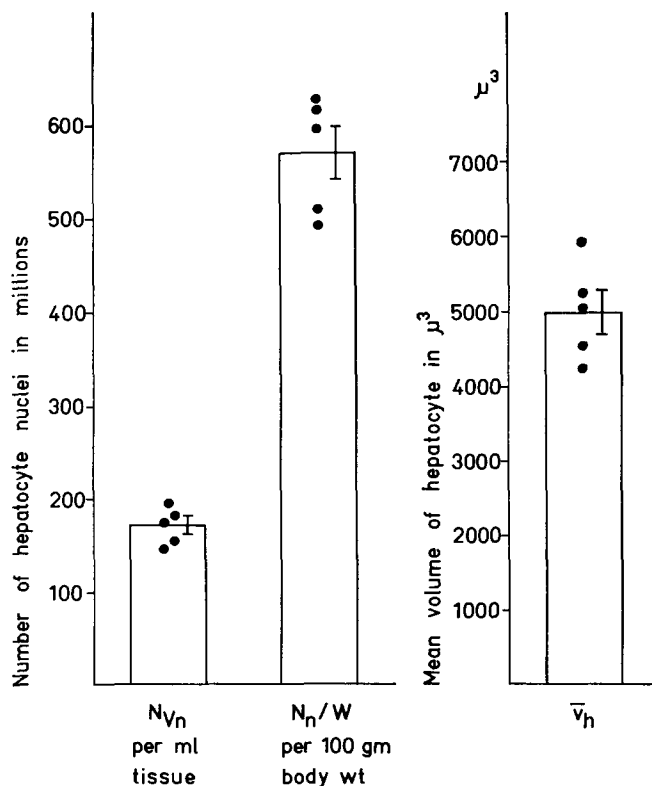 Number of hepatocyte nuclei in millions
600
500
400
300
200
100
N_Vn
per ml
tissue
N_n/W
per 100 gm
body wt
Mean volume of hepatocyte in µ³
µ³
7000
6000
5000
4000
3000
2000
1000
v̅_h